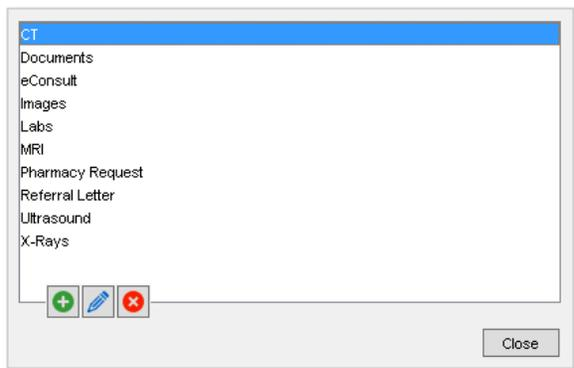 CT
Documents
eConsult
Images
Labs
MRI
Pharmacy Request
Referral Letter
Ultrasound
X-Rays
Close